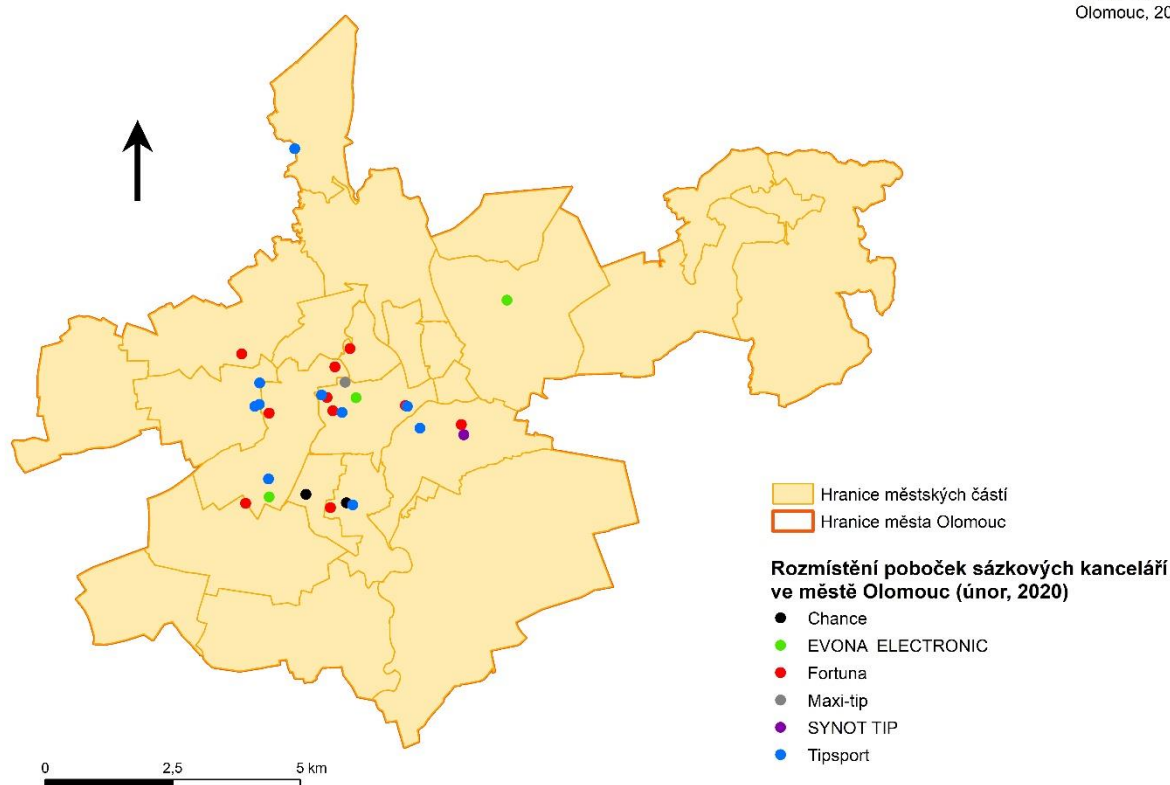 Olomouc, 20
Hranice městských částí
Hranice města Olomouc
Rozmístění poboček sázkových kanceláří
ve městě Olomouc (únor, 2020)
Chance
EVONA ELECTRONIC
Fortuna
Maxi-tip
SYNOT TIP
Tipsport
0 2,5 5 km